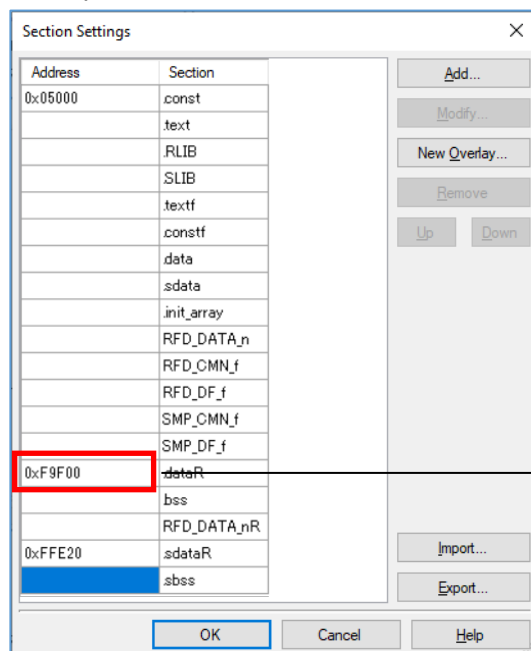 Section Settings
Address Section
0x05000 .const
.text
.RLIB
.SLIB
.textf
.constf
.data
.sdata
.init_array
RFD_DATA_n
RFD_CMN_f
RFD_DF_f
SMP_CMN_f
SMP_DF_f
0xF9F00 .dataR
.bss
RFD_DATA_nR
0xFFE20 .sdataR
.sbss
Add...
Modify...
New Overlay...
Remove
Up Down
Import...
Export...
OK Cancel Help